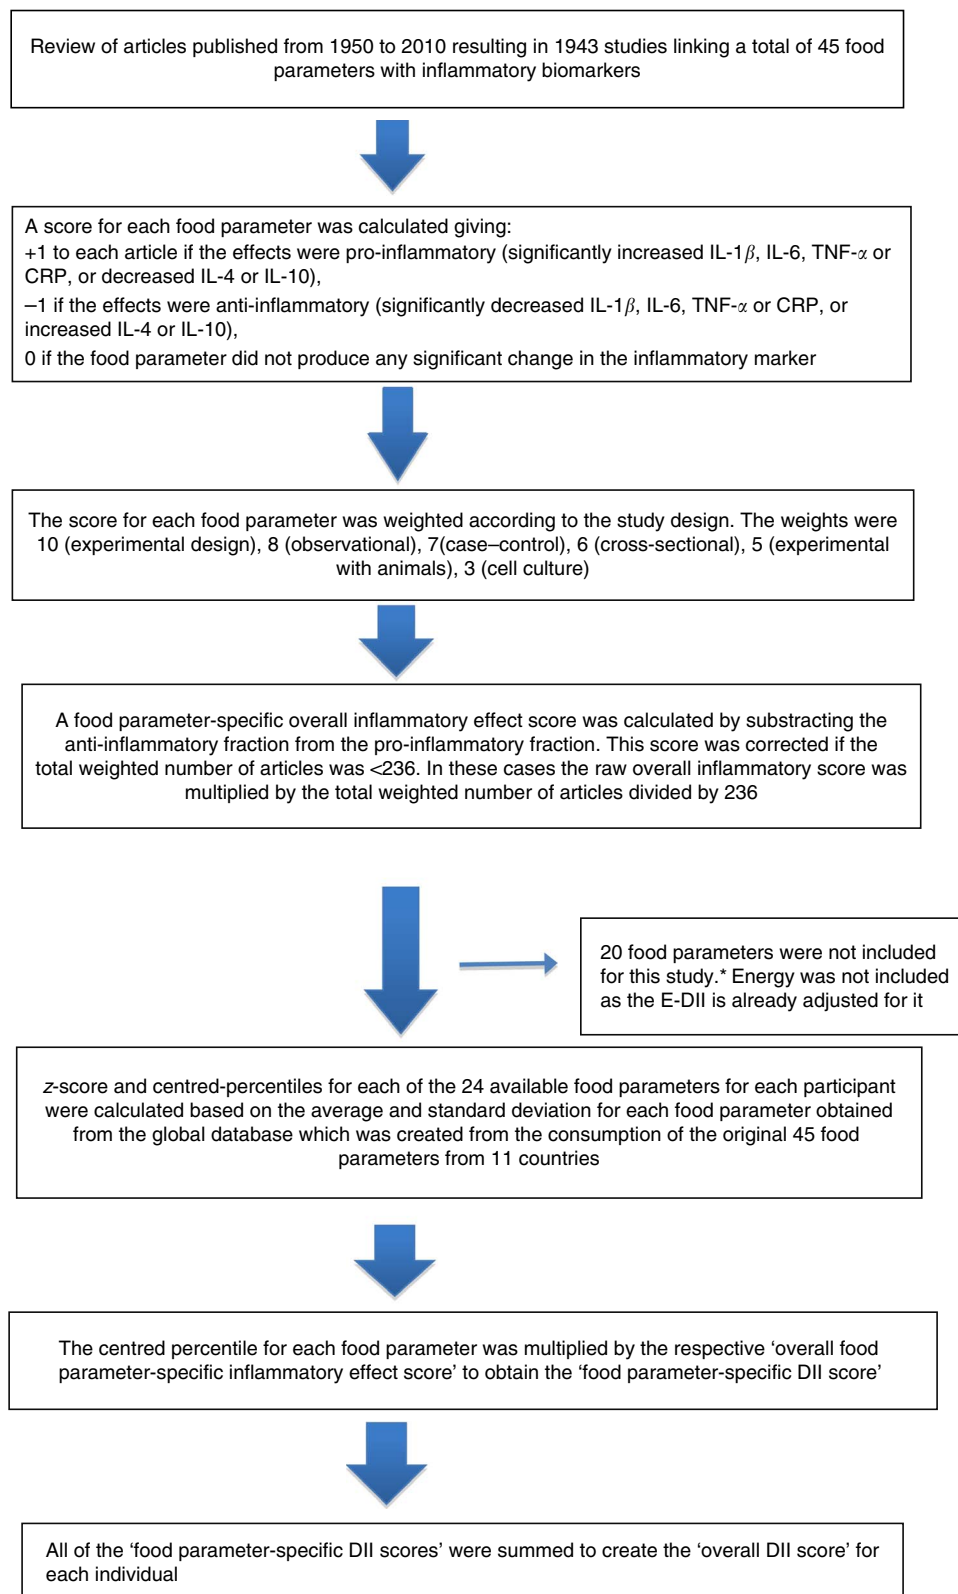 Review of articles published from 1950 to 2010 resulting in 1943 studies linking a total of 45 food
parameters with inflammatory biomarkers
A score for each food parameter was calculated giving:
+1 to each article if the effects were pro-inflammatory (significantly increased IL-1β, IL-6, TNF-α or
CRP, or decreased IL-4 or IL-10),
–1 if the effects were anti-inflammatory (significantly decreased IL-1β, IL-6, TNF-α or CRP, or
increased IL-4 or IL-10),
0 if the food parameter did not produce any significant change in the inflammatory marker
The score for each food parameter was weighted according to the study design. The weights were
10 (experimental design), 8 (observational), 7(case–control), 6 (cross-sectional), 5 (experimental
with animals), 3 (cell culture)
A food parameter-specific overall inflammatory effect score was calculated by substracting the
anti-inflammatory fraction from the pro-inflammatory fraction. This score was corrected if the
total weighted number of articles was <236. In these cases the raw overall inflammatory score was
multiplied by the total weighted number of articles divided by 236
20 food parameters were not included
for this study.* Energy was not included
as the E-DII is already adjusted for it
z-score and centred-percentiles for each of the 24 available food parameters for each participant
were calculated based on the average and standard deviation for each food parameter obtained
from the global database which was created from the consumption of the original 45 food
parameters from 11 countries
The centred percentile for each food parameter was multiplied by the respective ‘overall food
parameter-specific inflammatory effect score’ to obtain the ‘food parameter-specific DII score’
All of the ‘food parameter-specific DII scores’ were summed to create the ‘overall DII score’ for
each individual